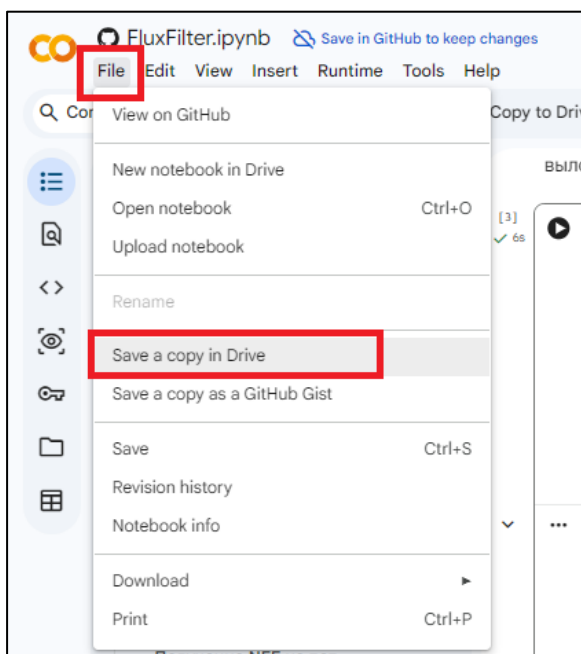 FluxFilter.ipynb Save in GitHub to keep changes
File Edit View Insert Runtime Tools Help
Copy to Dri
View on GitHub
New notebook in Drive
Open notebook Ctrl+O
[3]
6s
Upload notebook
Rename
Save a copy in Drive
Save a copy as a GitHub Gist
Save Ctrl+S
Revision history
Notebook info
Download
Print Ctrl+P